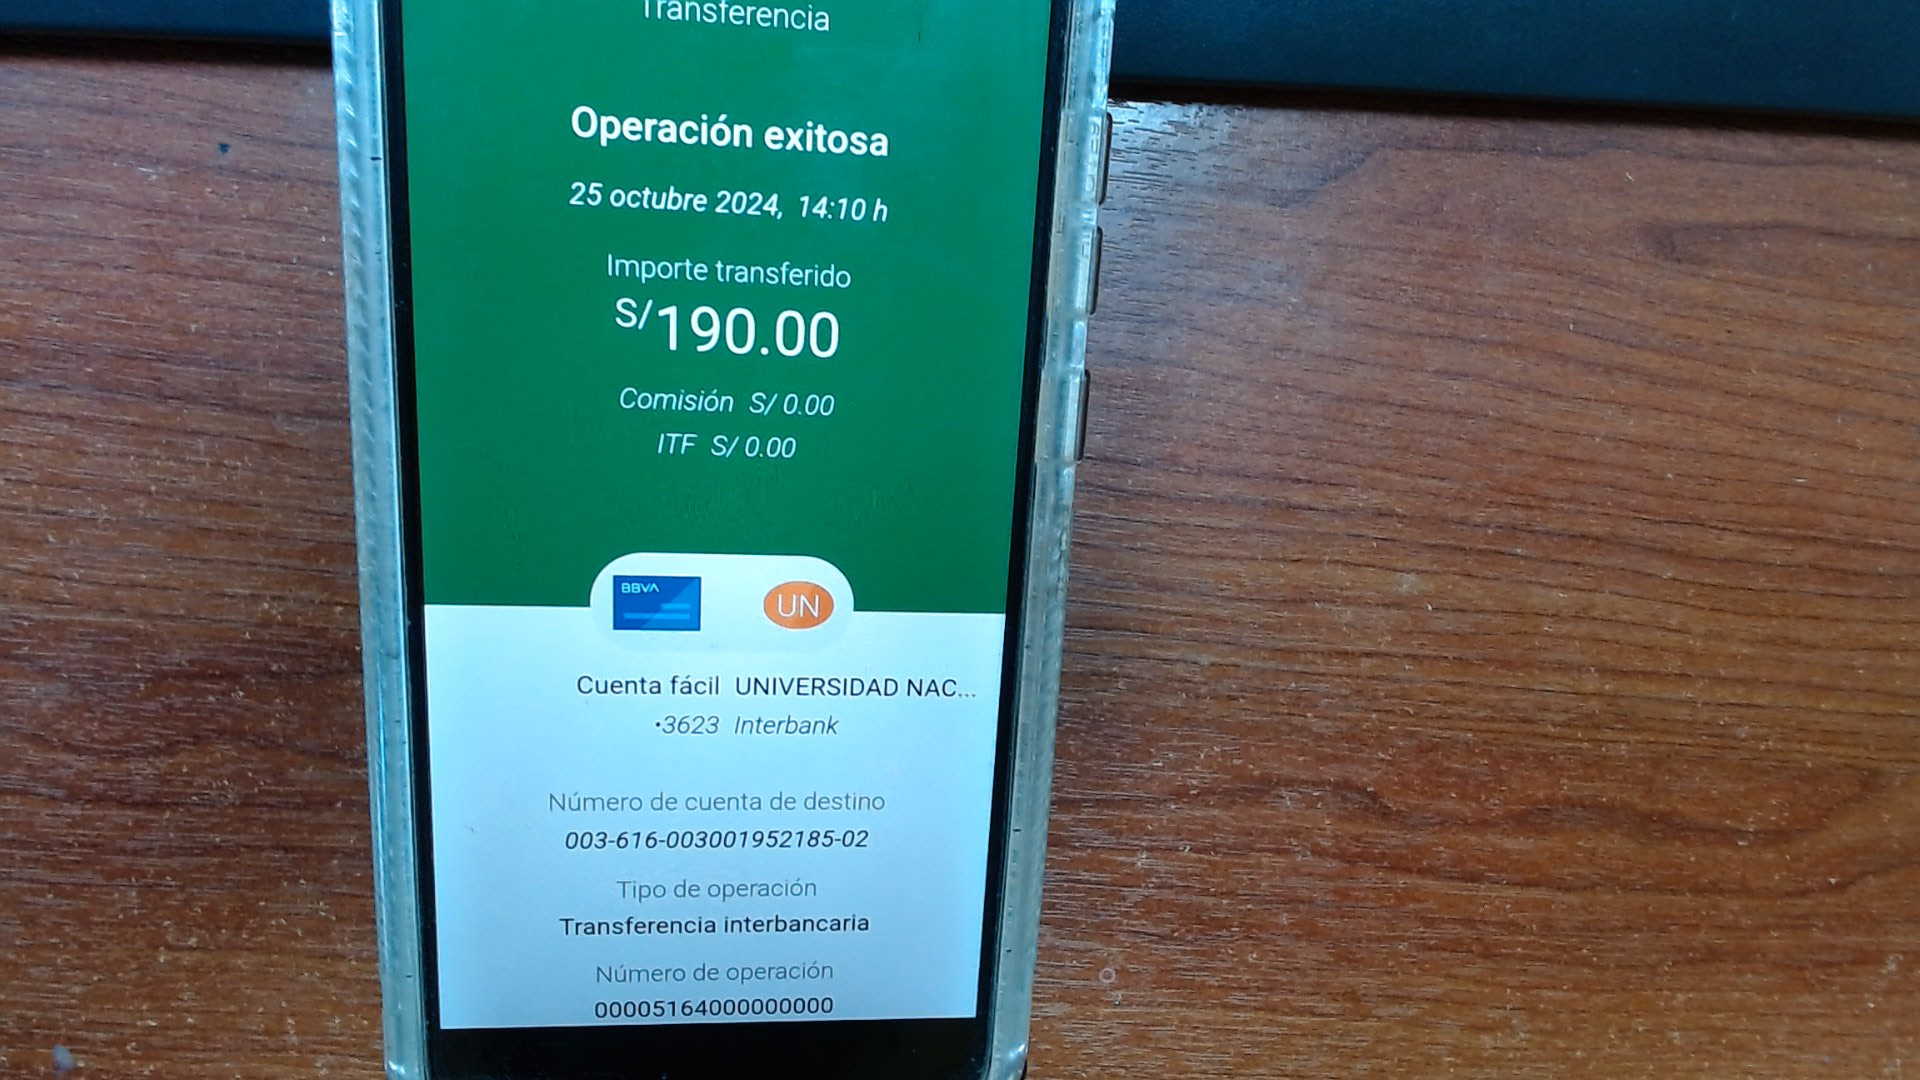 Transferencia
Operación exitosa
25 octubre 2024, 14:10 h
Importe transferido
S/190.00
Comisión S/ 0.00
ITF S/ 0.00
BBVA UN
Cuenta fácil UNIVERSIDAD NAC...
•3623 Interbank
Número de cuenta de destino
003-616-003001952185-02
Tipo de operación
Transferencia interbancaria
Número de operación
00005164000000000